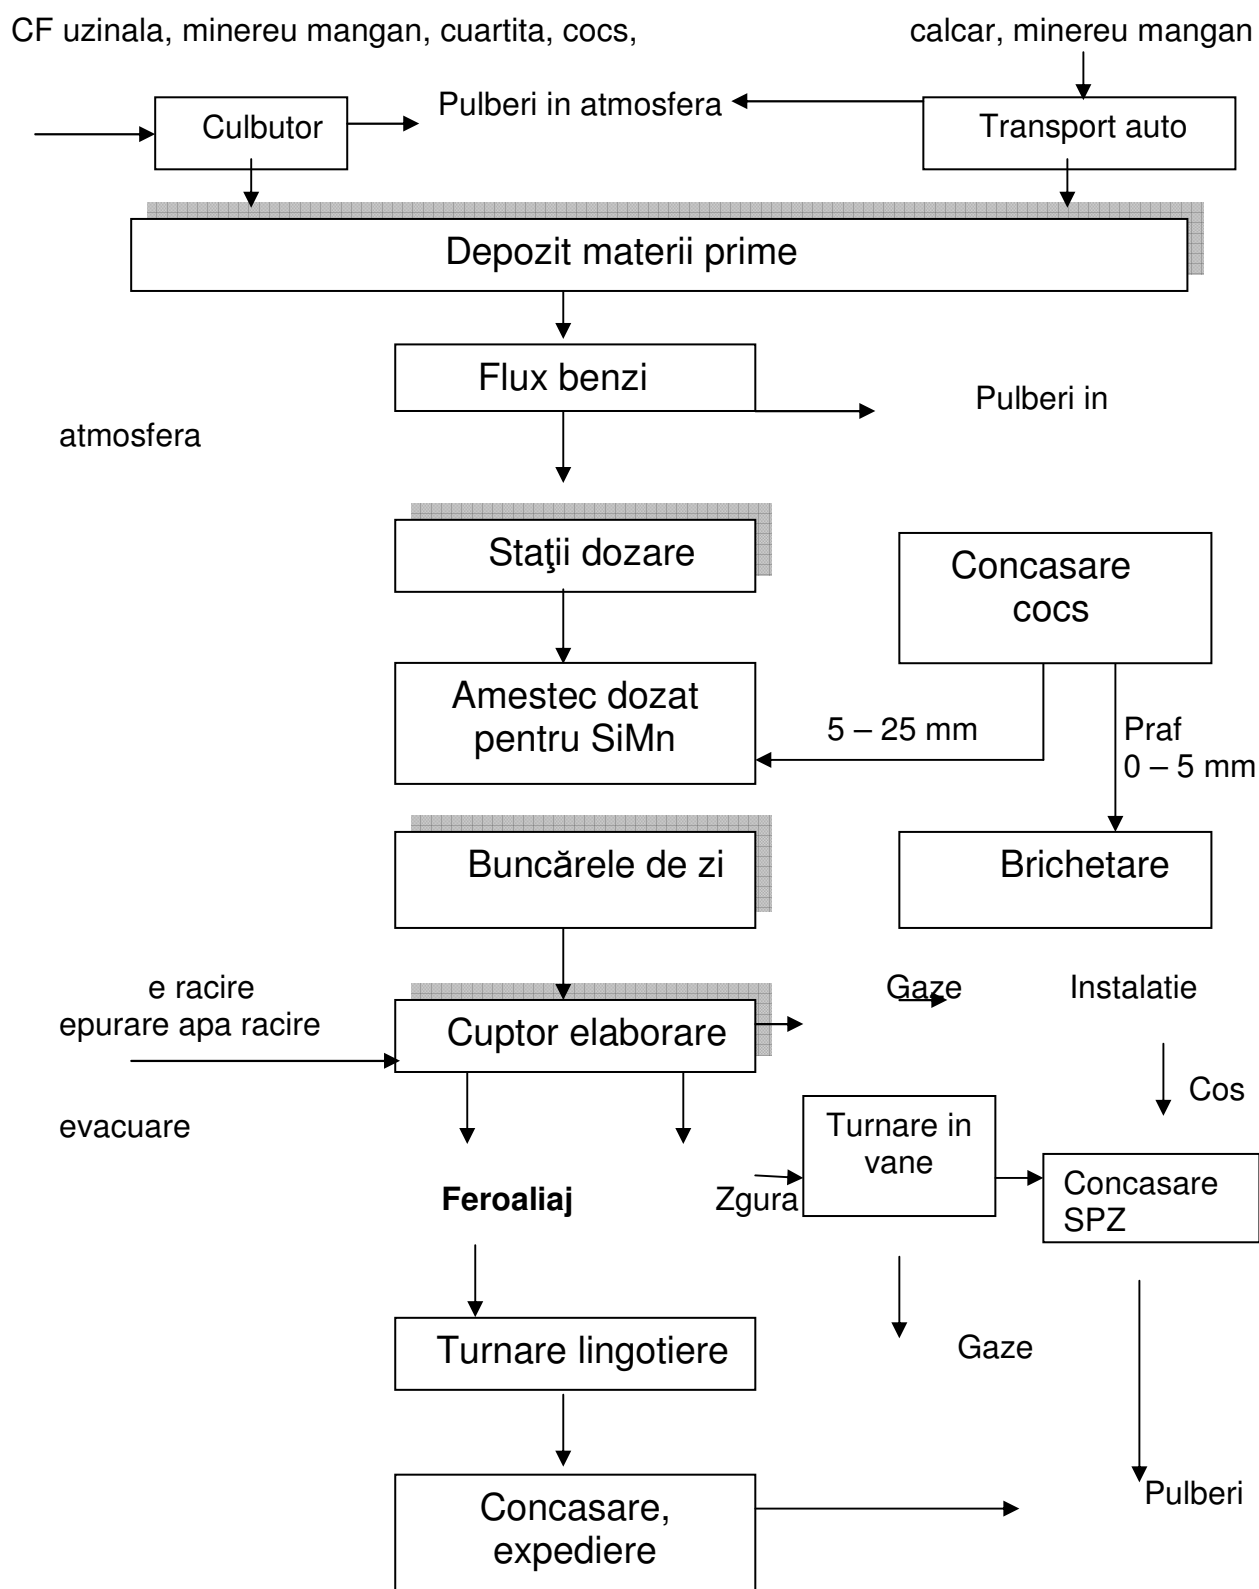 CF uzinala, minereu mangan, cuartita, cocs, calcar, minereu mangan
Pulberi in atmosfera
Culbutor
Transport auto
Depozit materii prime
Flux benzi
Pulberi in
atmosfera
Staţii dozare
Concasare
cocs
Amestec dozat
pentru SiMn
5 – 25 mm
Praf
0 – 5 mm
Buncărele de zi
Brichetare
e racire
Gaze
Instalatie
epurare apa racire
Cuptor elaborare
Cos
evacuare
Turnare in
vane
Feroaliaj
Zgura
Concasare
SPZ
Turnare lingotiere
Gaze
Pulberi
Concasare,
expediere